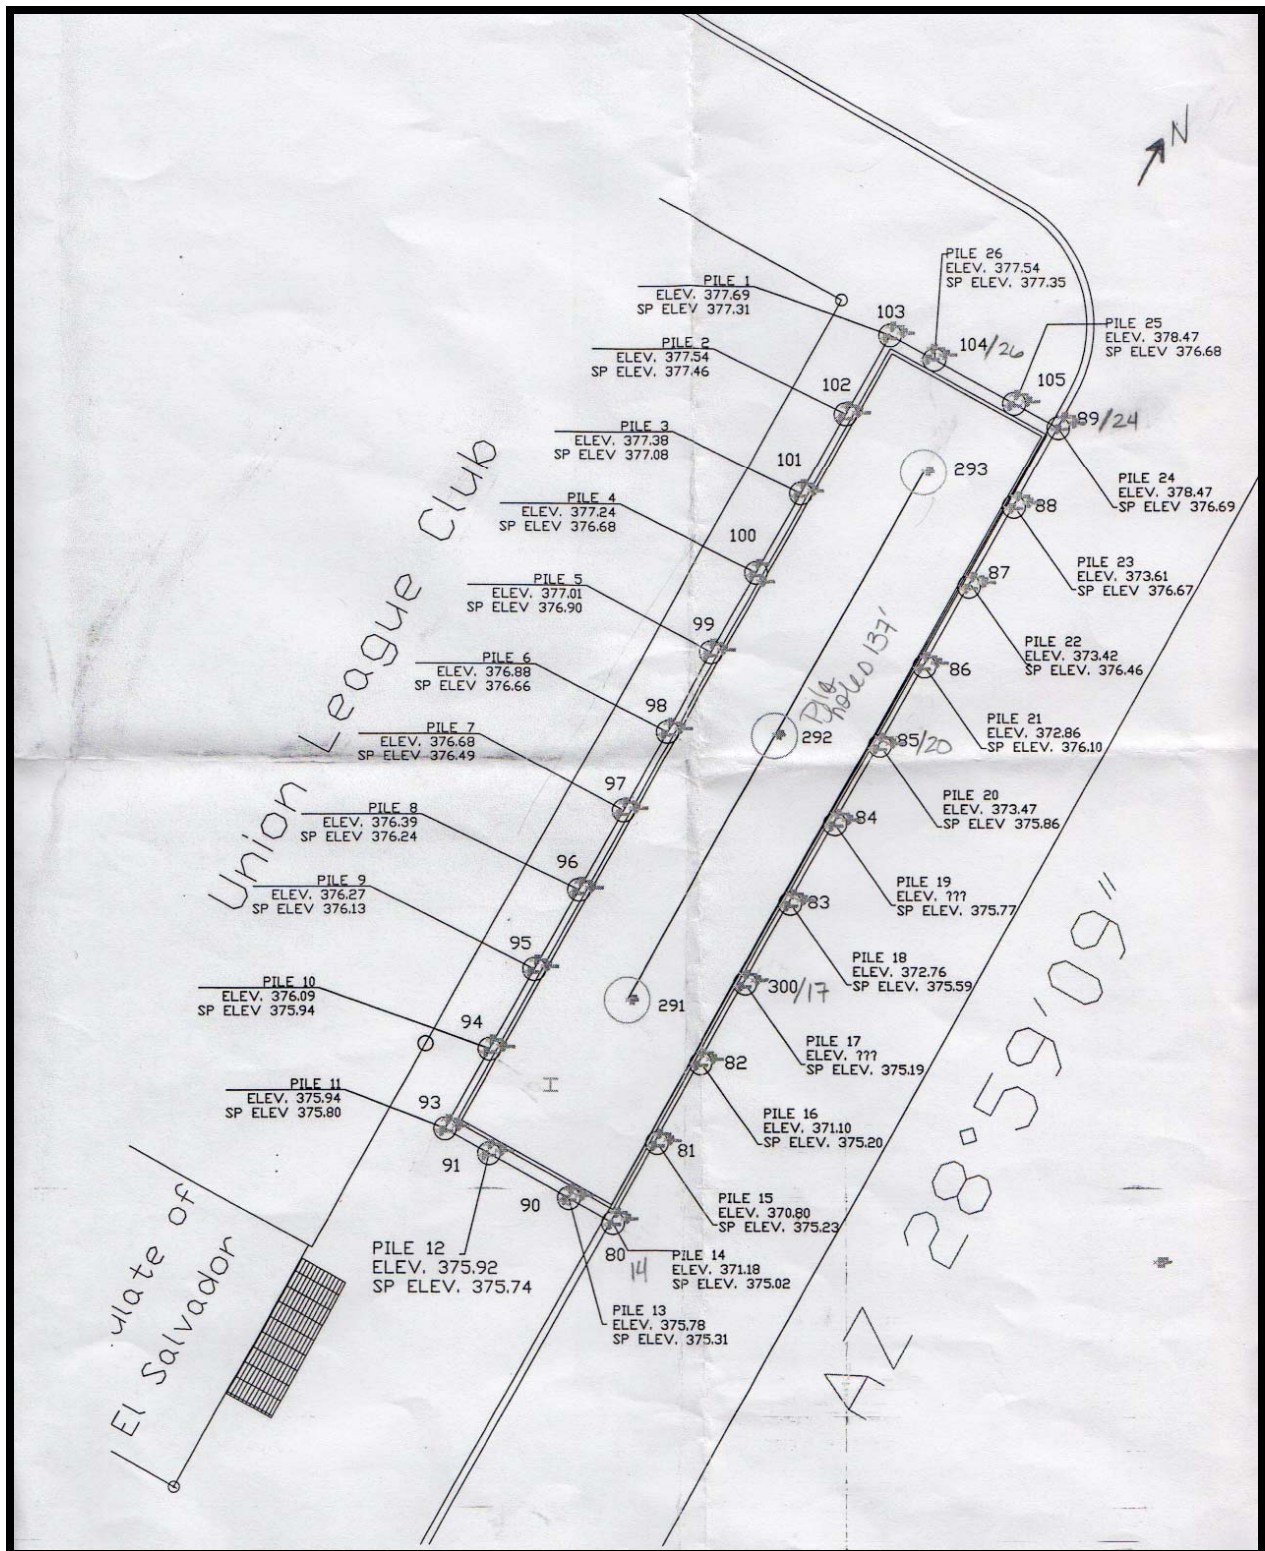 N
PILE 26
ELEV. 377.54
SP ELEV. 377.35
PILE 1
ELEV. 377.69
SP ELEV 377.31
103
104/26
PILE 25
ELEV. 378.47
SP ELEV 376.68
PILE 2
ELEV. 377.54
SP ELEV. 377.46
102
105
89/24
PILE 3
ELEV. 377.38
SP ELEV 377.08
101
293
PILE 24
ELEV. 378.47
SP ELEV 376.69
PILE 4
ELEV. 377.24
SP ELEV 376.68
100
88
PILE 23
ELEV. 373.61
SP ELEV 376.67
PILE 5
ELEV. 377.01
SP ELEV 376.90
99
87
PILE 22
ELEV. 373.42
SP ELEV 376.46
PILE 6
ELEV. 376.88
SP ELEV 376.66
98
86
Pile
holes 137'
292
PILE 21
ELEV. 372.86
SP ELEV. 376.10
PILE 7
ELEV. 376.68
SP ELEV. 376.49
97
85/20
PILE 20
ELEV. 373.47
SP ELEV 375.86
Union League Club
PILE 8
ELEV. 376.39
SP ELEV 376.24
96
84
PILE 19
ELEV. ???
SP ELEV. 375.77
PILE 9
ELEV. 376.27
SP ELEV 376.13
95
83
PILE 18
ELEV. 372.76
SP ELEV. 375.59
PILE 10
ELEV. 376.09
SP ELEV 375.94
94
291
300/17
PILE 17
ELEV. ???
SP ELEV. 375.19
PILE 11
ELEV. 375.94
SP ELEV 375.80
93
82
PILE 16
ELEV. 371.10
SP ELEV. 375.20
91
81
90
PILE 15
ELEV. 370.80
SP ELEV. 375.23
80
14
PILE 12
ELEV. 375.92
SP ELEV. 375.74
PILE 14
ELEV. 371.18
SP ELEV. 375.02
PILE 13
ELEV. 375.78
SP ELEV. 375.31
AZ 28°59'09"
ulate of
El Salvador